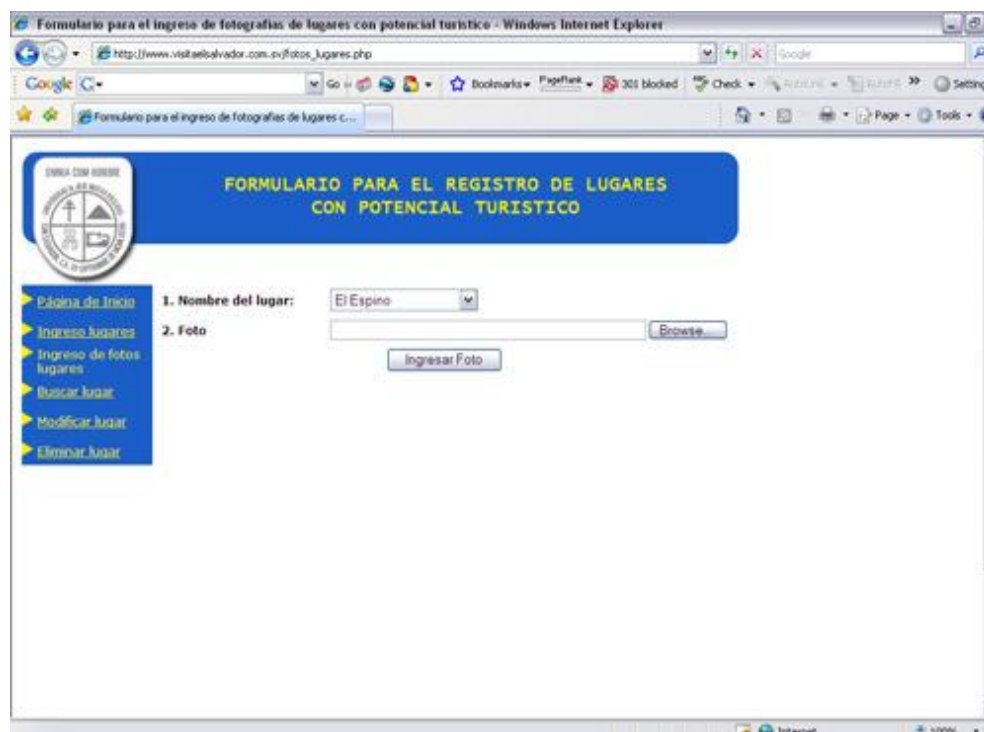 Formulario para el ingreso de fotografias de lugares con potencial turistico - Windows Internet Explorer
http://www.visitaelsalvador.com.sv/fotos_lugares.php
Google
Google
Go
Bookmarks
PageRank
301 blocked
Check
Settings
Formulario para el ingreso de fotografias de lugares c...
Page
Tools
FORMULARIO PARA EL REGISTRO DE LUGARES
CON POTENCIAL TURISTICO
Página de Inicio
Ingreso lugares
Ingreso de fotos
lugares
Buscar lugar
Modificar lugar
Eliminar lugar
1. Nombre del lugar:
El Espino
2. Foto
Browse...
Ingresar Foto
Internet
100%